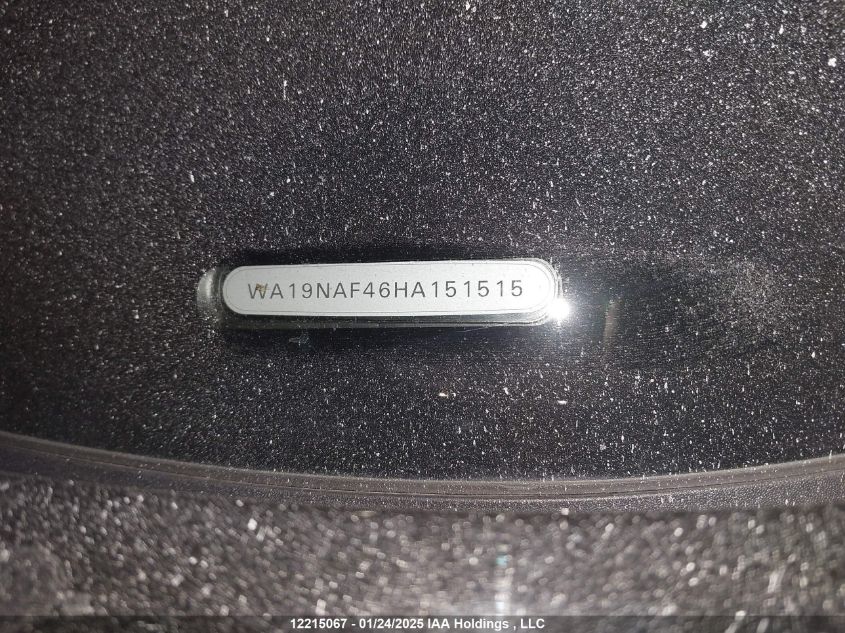 WA19NAF46HA151515
12215067 - 01/24/2025 IAA Holdings , LLC